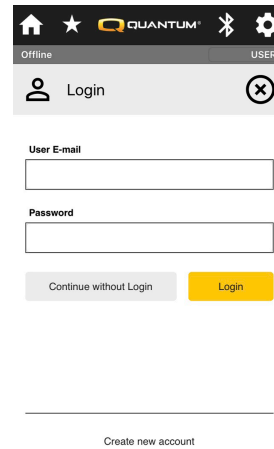 QUANTUM®
Offline USER
Login
User E-mail
Password
Continue without Login Login
Create new account